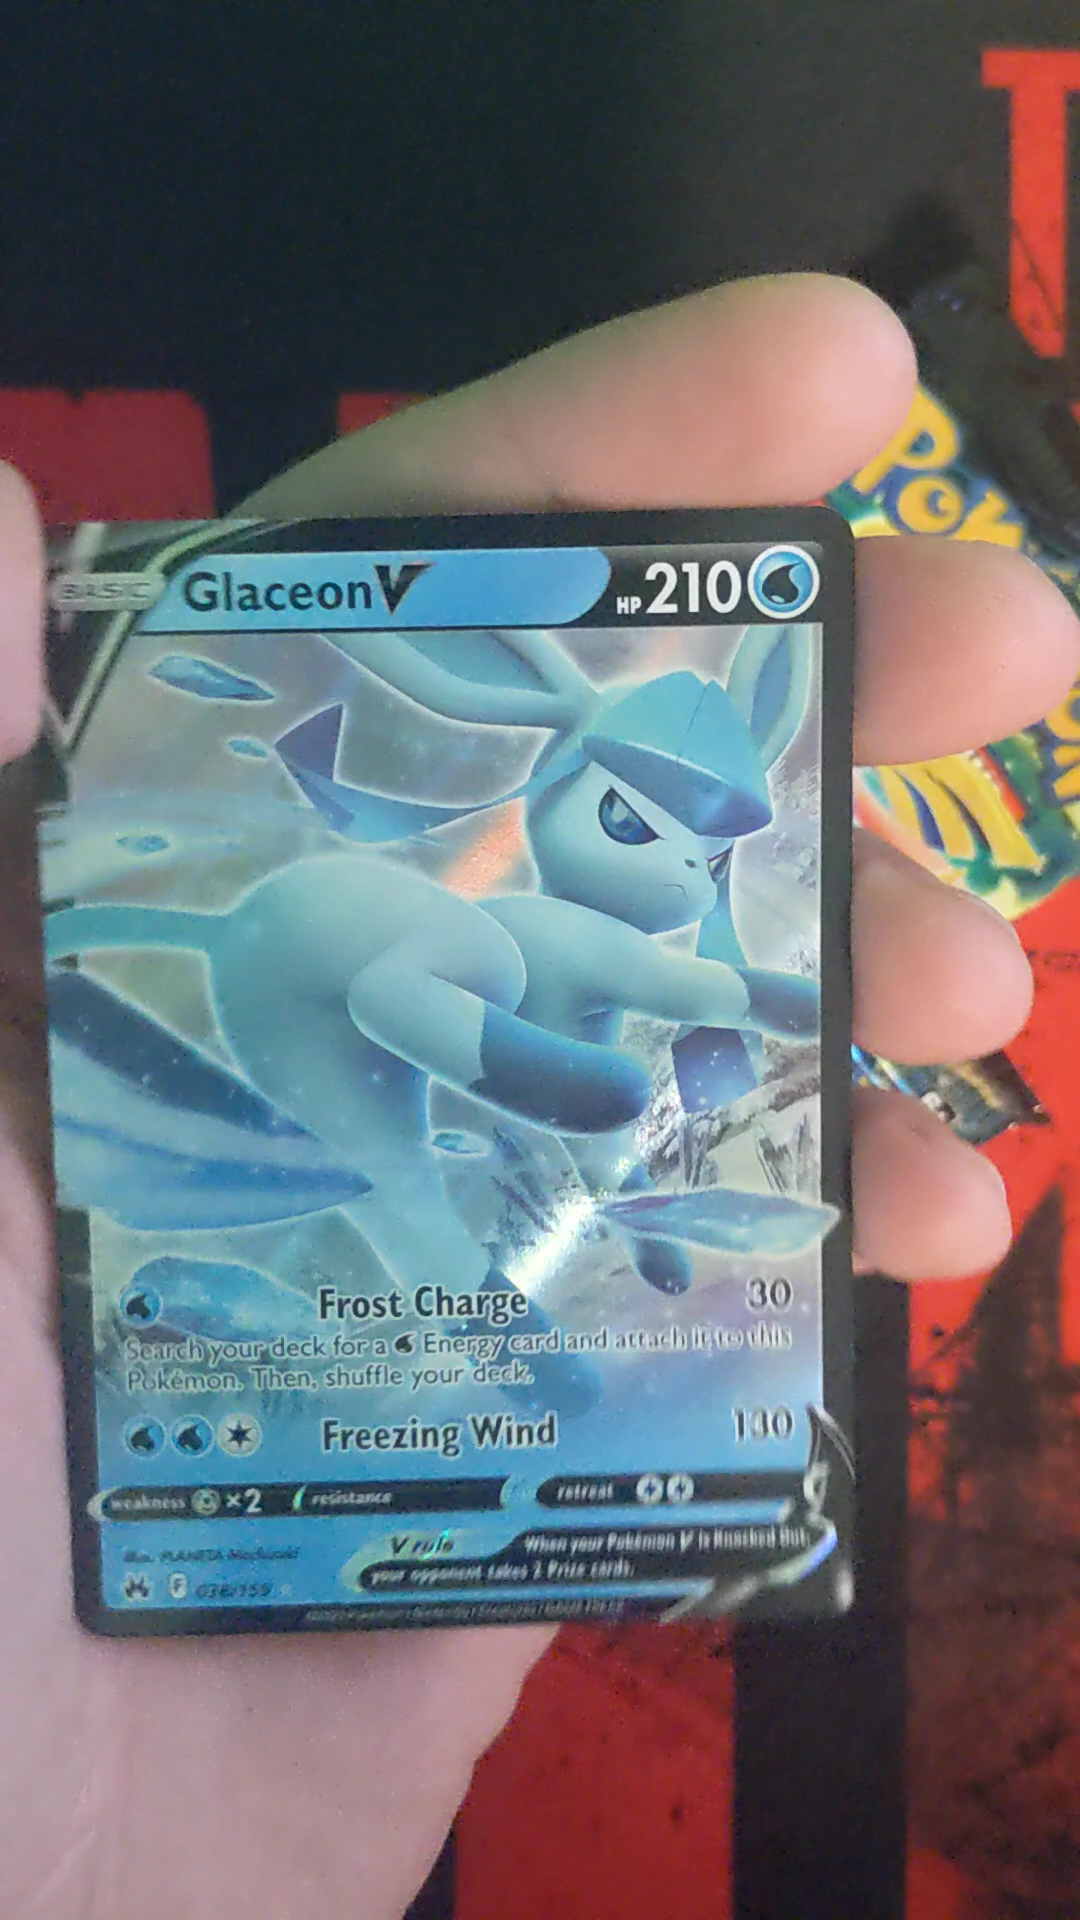 T
Pok
BASIC
Glaceon V
HP 210
Frost Charge 30
Search your deck for a Energy card and attach it to this
Pokémon. Then, shuffle your deck.
Freezing Wind 130
weakness ×2 resistance retreat
V rule When your Pokémon V is Knocked Out,
your opponent takes 2 Prize cards.
Illus. PLANETA Mochizuki
F 038/159